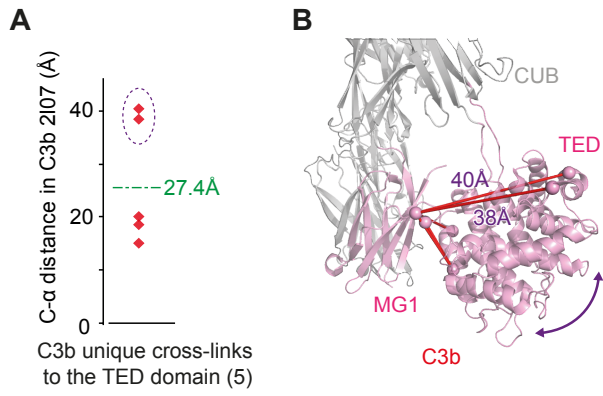 A
C-α distance in C3b 2I07 (Å)
40
27.4Å
20
0
C3b unique cross-links
to the TED domain (5)
B
CUB
TED
40Å
38Å
MG1
C3b